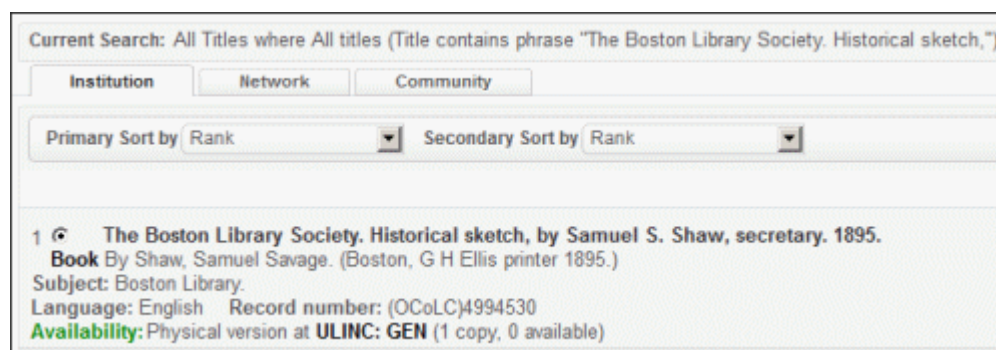 Current Search: All Titles where All titles (Title contains phrase "The Boston Library Society. Historical sketch,")
Institution Network Community
Primary Sort by Rank Secondary Sort by Rank
1 The Boston Library Society. Historical sketch, by Samuel S. Shaw, secretary. 1895.
Book By Shaw, Samuel Savage. (Boston, G H Ellis printer 1895.)
Subject: Boston Library.
Language: English Record number: (OCoLC)4994530
Availability: Physical version at ULINC: GEN (1 copy, 0 available)